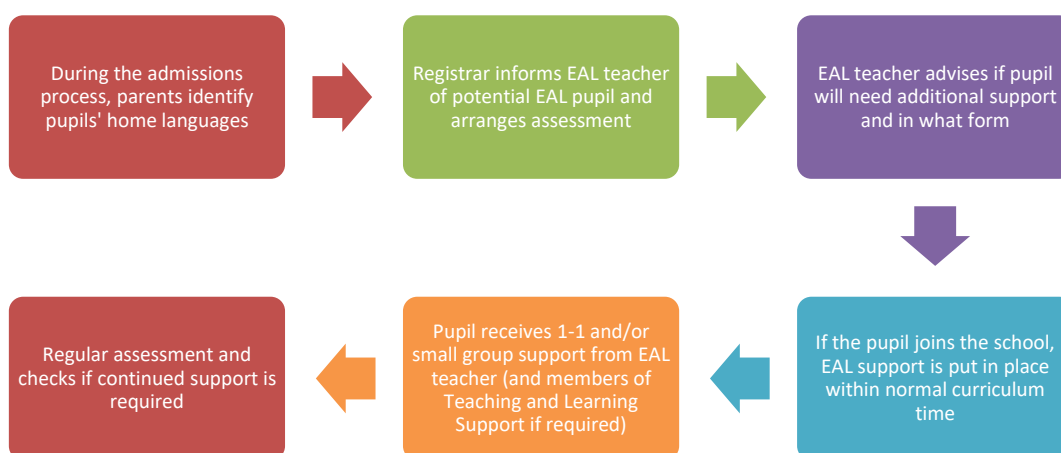 During the admissions
process, parents identify
pupils' home languages
Registrar informs EAL teacher
of potential EAL pupil and
arranges assessment
EAL teacher advises if pupil
will need additional support
and in what form
If the pupil joins the school,
EAL support is put in place
within normal curriculum
time
Pupil receives 1-1 and/or
small group support from EAL
teacher (and members of
Teaching and Learning
Support if required)
Regular assessment and
checks if continued support is
required